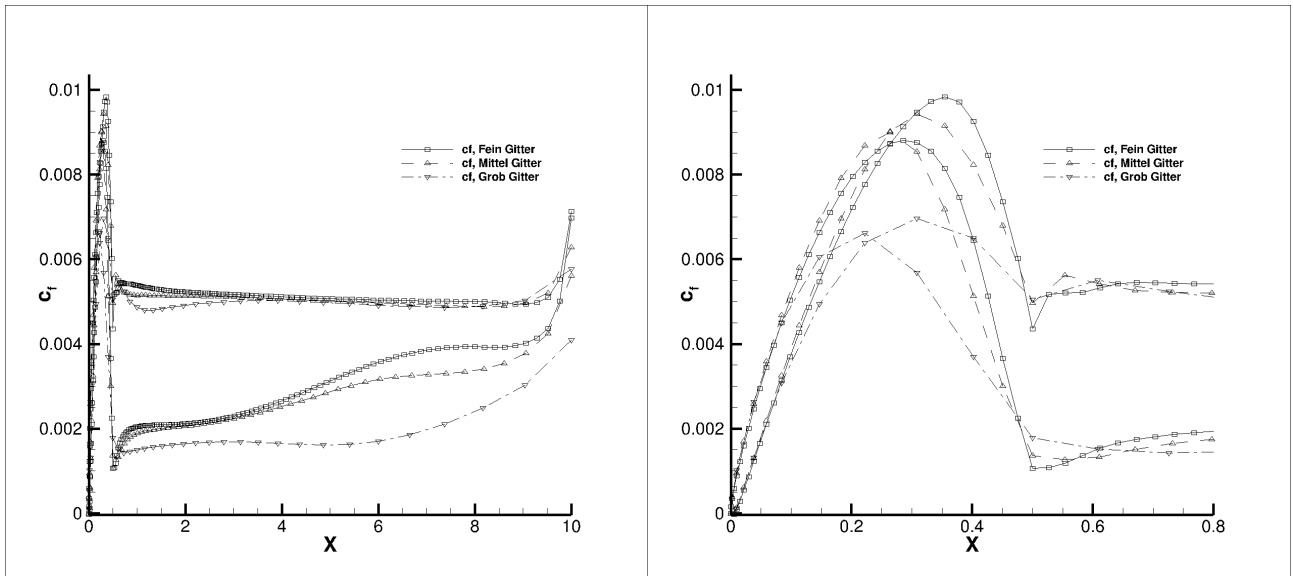 0.01
0.008
0.006
0.004
0.002
0
cf
0 2 4 6 8 10
X
cf, Fein Gitter
cf, Mittel Gitter
cf, Grob Gitter
0.01
0.008
0.006
0.004
0.002
0
cf
0 0.2 0.4 0.6 0.8
X
cf, Fein Gitter
cf, Mittel Gitter
cf, Grob Gitter